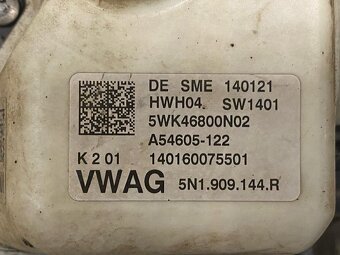 DE SME 140121
HWH04 SW1401
5WK46800N02
A54605-122
K 2 01 140160075501
VWAG 5N1.909.144.R